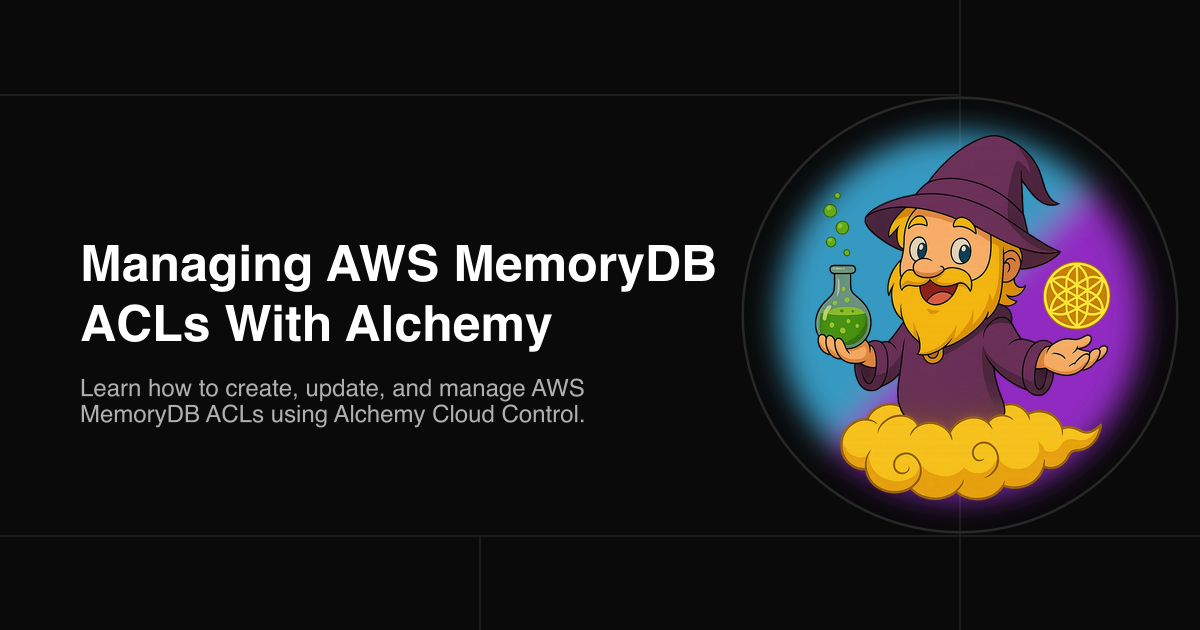 Managing AWS MemoryDB
ACLs With Alchemy
Learn how to create, update, and manage AWS
MemoryDB ACLs using Alchemy Cloud Control.